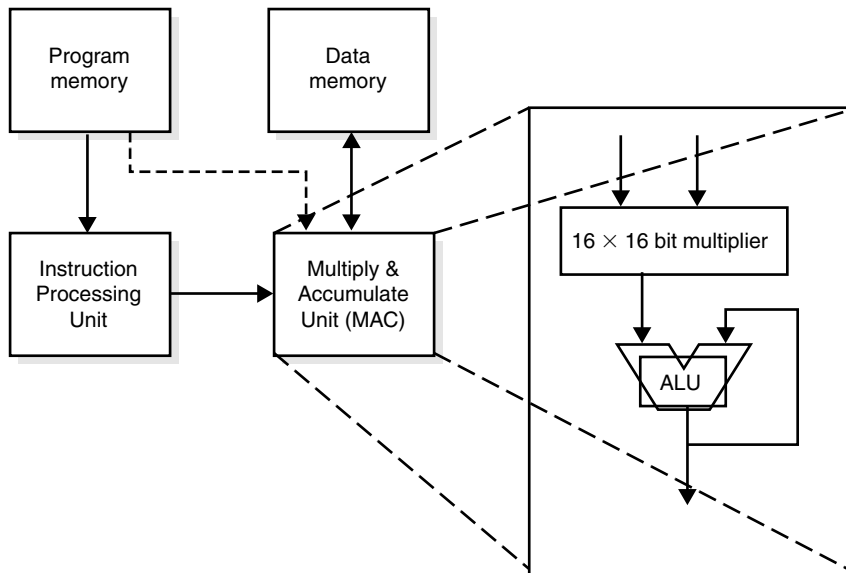 Program
memory
Data
memory
16 × 16 bit multiplier
Instruction
Processing
Unit
Multiply &
Accumulate
Unit (MAC)
ALU